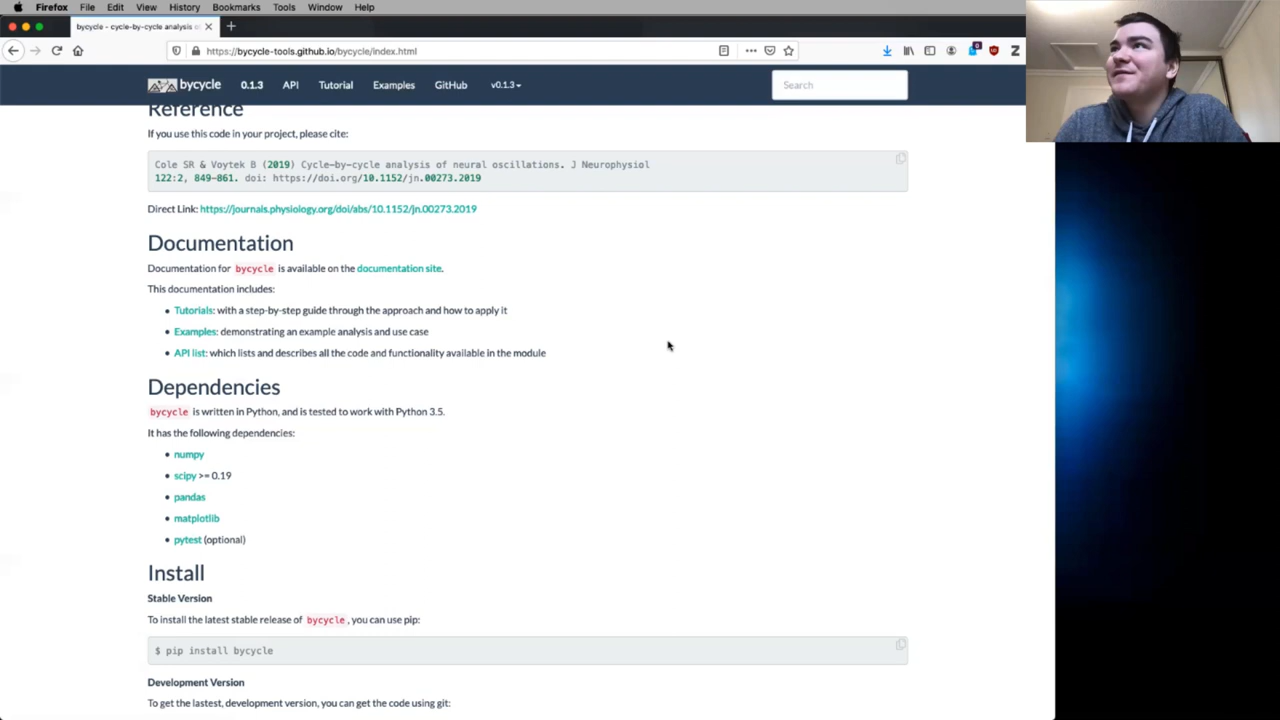 Firefox File Edit View History Bookmarks Tools Window Help
bycycle - cycle-by-cycle analysis o
https://bycycle-tools.github.io/bycycle/index.html
bycycle 0.1.3 API Tutorial Examples GitHub v0.1.3 Search
Reference
If you use this code in your project, please cite:
Cole SR & Voytek B (2019) Cycle-by-cycle analysis of neural oscillations. J Neurophysiol
122:2, 849-861. doi: https://doi.org/10.1152/jn.00273.2019
Direct Link: https://journals.physiology.org/doi/abs/10.1152/jn.00273.2019
Documentation
Documentation for bycycle is available on the documentation site.
This documentation includes:
Tutorials: with a step-by-step guide through the approach and how to apply it
Examples: demonstrating an example analysis and use case
API list: which lists and describes all the code and functionality available in the module
Dependencies
bycycle is written in Python, and is tested to work with Python 3.5.
It has the following dependencies:
numpy
scipy >= 0.19
pandas
matplotlib
pytest (optional)
Install
Stable Version
To install the latest stable release of bycycle, you can use pip:
$ pip install bycycle
Development Version
To get the lastest, development version, you can get the code using git: